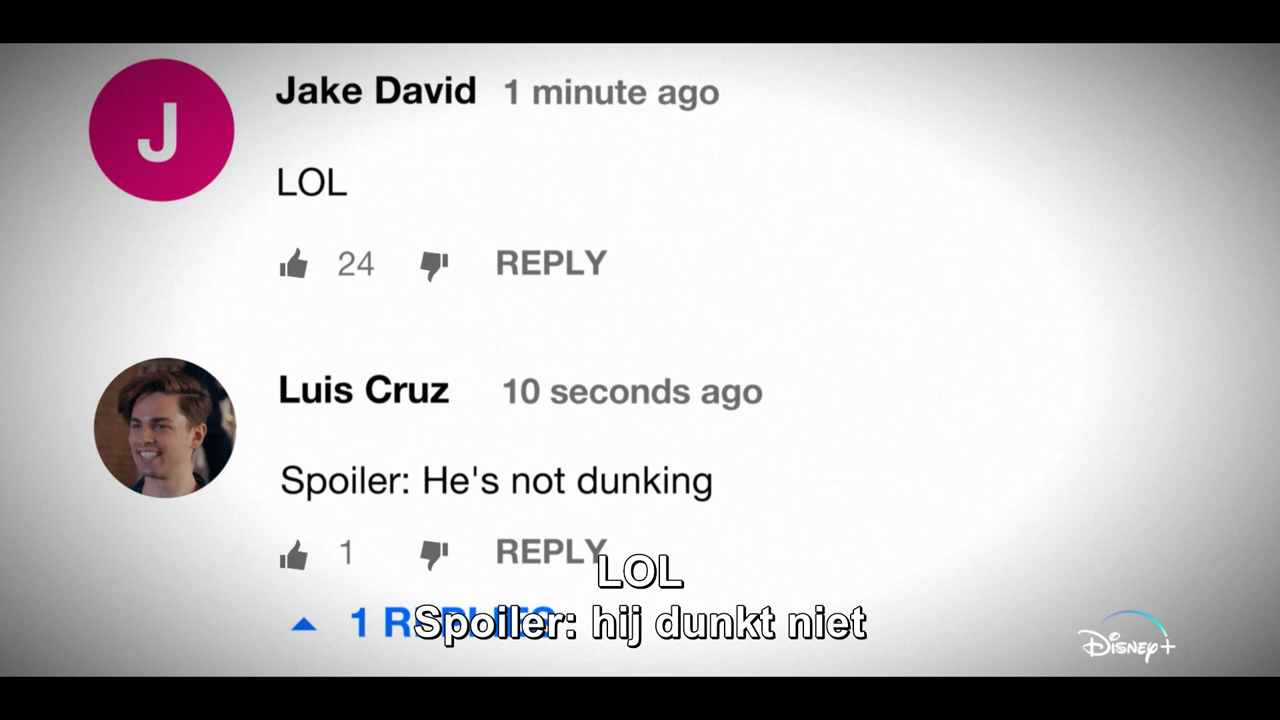 Jake David 1 minute ago
LOL
24 REPLY
Luis Cruz 10 seconds ago
Spoiler: He's not dunking
1 REPLY
LOL
1 REPLIES
Spoiler: hij dunkt niet
Disney+